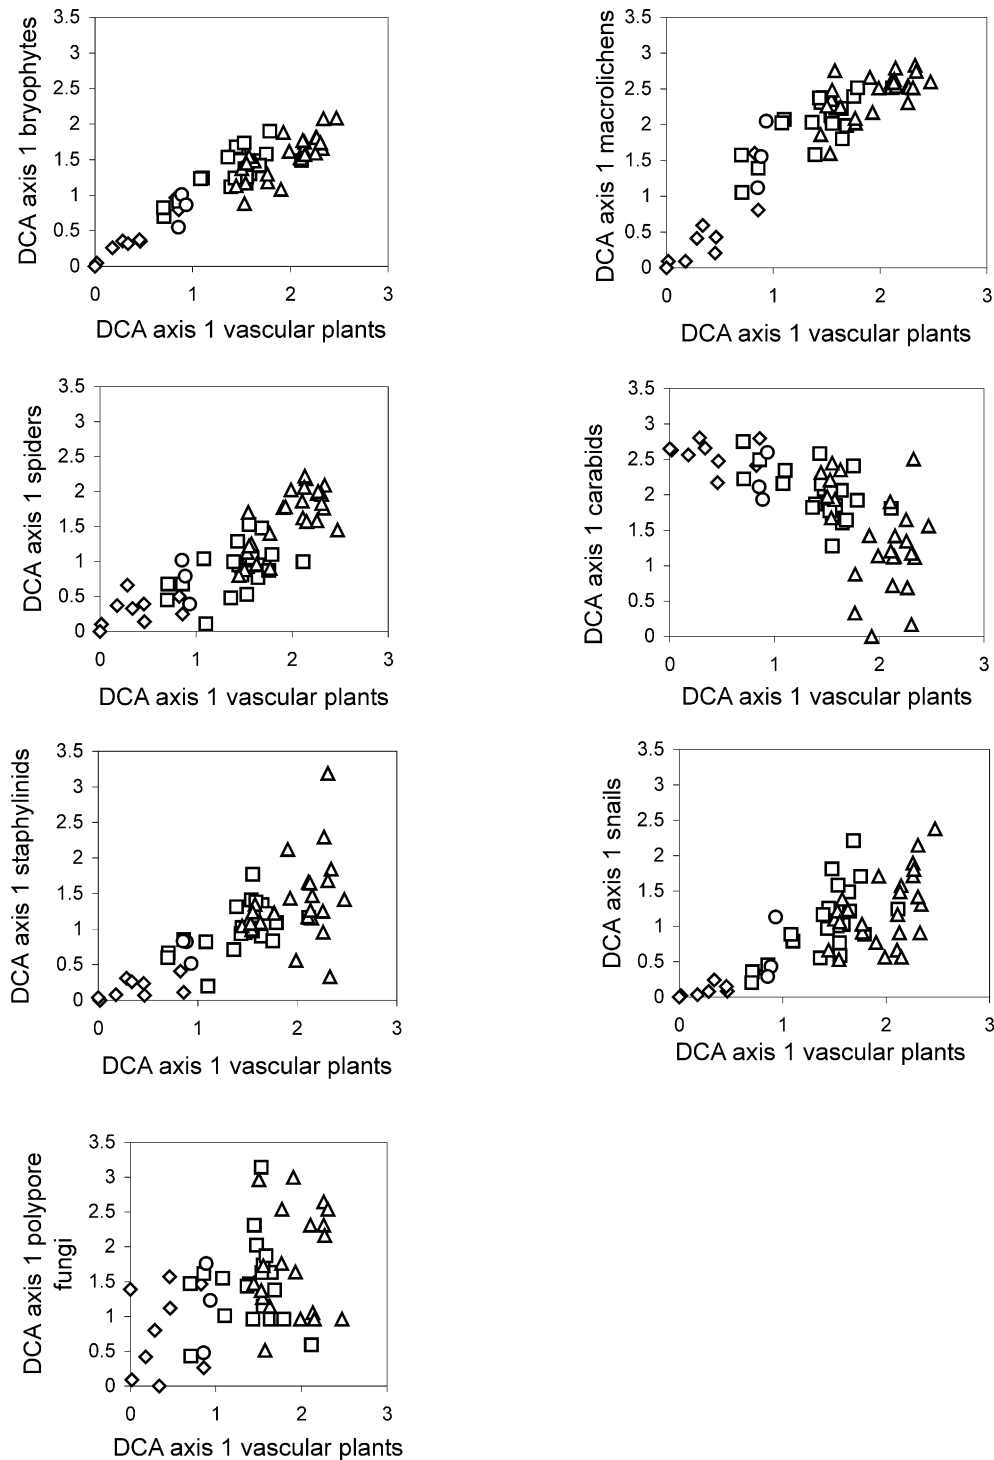 3.5
3
2.5
2
1.5
1
0.5
0
DCA axis 1 bryophytes
0 1 2 3
DCA axis 1 vascular plants
3.5
3
2.5
2
1.5
1
0.5
0
DCA axis 1 macrolichens
0 1 2 3
DCA axis 1 vascular plants
3.5
3
2.5
2
1.5
1
0.5
0
DCA axis 1 spiders
0 1 2 3
DCA axis 1 vascular plants
3.5
3
2.5
2
1.5
1
0.5
0
DCA axis 1 carabids
0 1 2 3
DCA axis 1 vascular plants
3.5
3
2.5
2
1.5
1
0.5
0
DCA axis 1 staphylinids
0 1 2 3
DCA axis 1 vascular plants
3.5
3
2.5
2
1.5
1
0.5
0
DCA axis 1 snails
0 1 2 3
DCA axis 1 vascular plants
3.5
3
2.5
2
1.5
1
0.5
0
DCA axis 1 polypore
fungi
0 1 2 3
DCA axis 1 vascular plants